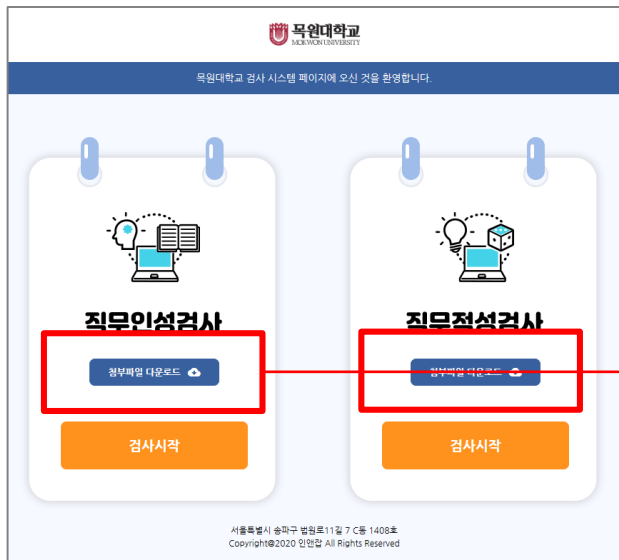 목원대학교
MOKWON UNIVERSITY
목원대학교 검사 시스템 페이지에 오신 것을 환영합니다.
직무인성검사
첨부파일 다운로드
검사시작
직무적성검사
첨부파일 다운로드
검사시작
서울특별시 송파구 법원로11길 7 C동 1408호
Copyright@2020 인앤잡 All Rights Reserved